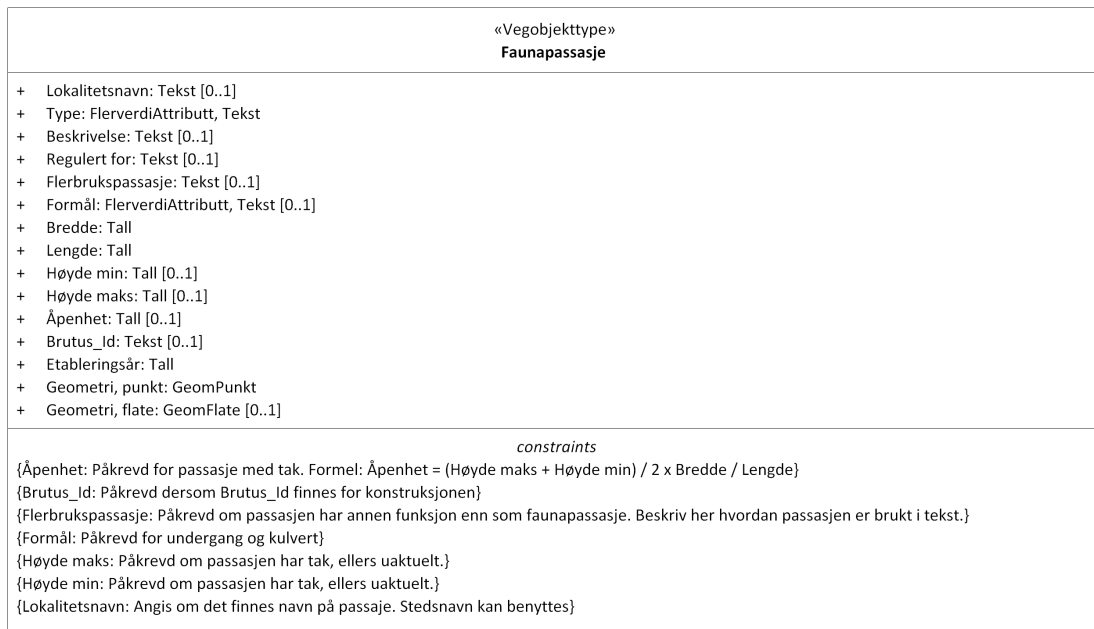 «Vegobjekttype»
Faunapassasje
+ Lokalitetsnavn: Tekst [0..1]
+ Type: FlerverdiAttributt, Tekst
+ Beskrivelse: Tekst [0..1]
+ Regulert for: Tekst [0..1]
+ Flerbrukspassasje: Tekst [0..1]
+ Formål: FlerverdiAttributt, Tekst [0..1]
+ Bredde: Tall
+ Lengde: Tall
+ Høyde min: Tall [0..1]
+ Høyde maks: Tall [0..1]
+ Åpenhet: Tall [0..1]
+ Brutus_Id: Tekst [0..1]
+ Etableringsår: Tall
+ Geometri, punkt: GeomPunkt
+ Geometri, flate: GeomFlate [0..1]
constraints
{Åpenhet: Påkrevd for passasje med tak. Formel: Åpenhet = (Høyde maks + Høyde min) / 2 x Bredde / Lengde}
{Brutus_Id: Påkrevd dersom Brutus_Id finnes for konstruksjonen}
{Flerbrukspassasje: Påkrevd om passasjen har annen funksjon enn som faunapassasje. Beskriv her hvordan passasjen er brukt i tekst.}
{Formål: Påkrevd for undergang og kulvert}
{Høyde maks: Påkrevd om passasjen har tak, ellers uaktuelt.}
{Høyde min: Påkrevd om passasjen har tak, ellers uaktuelt.}
{Lokalitetsnavn: Angis om det finnes navn på passaje. Stedsnavn kan benyttes}